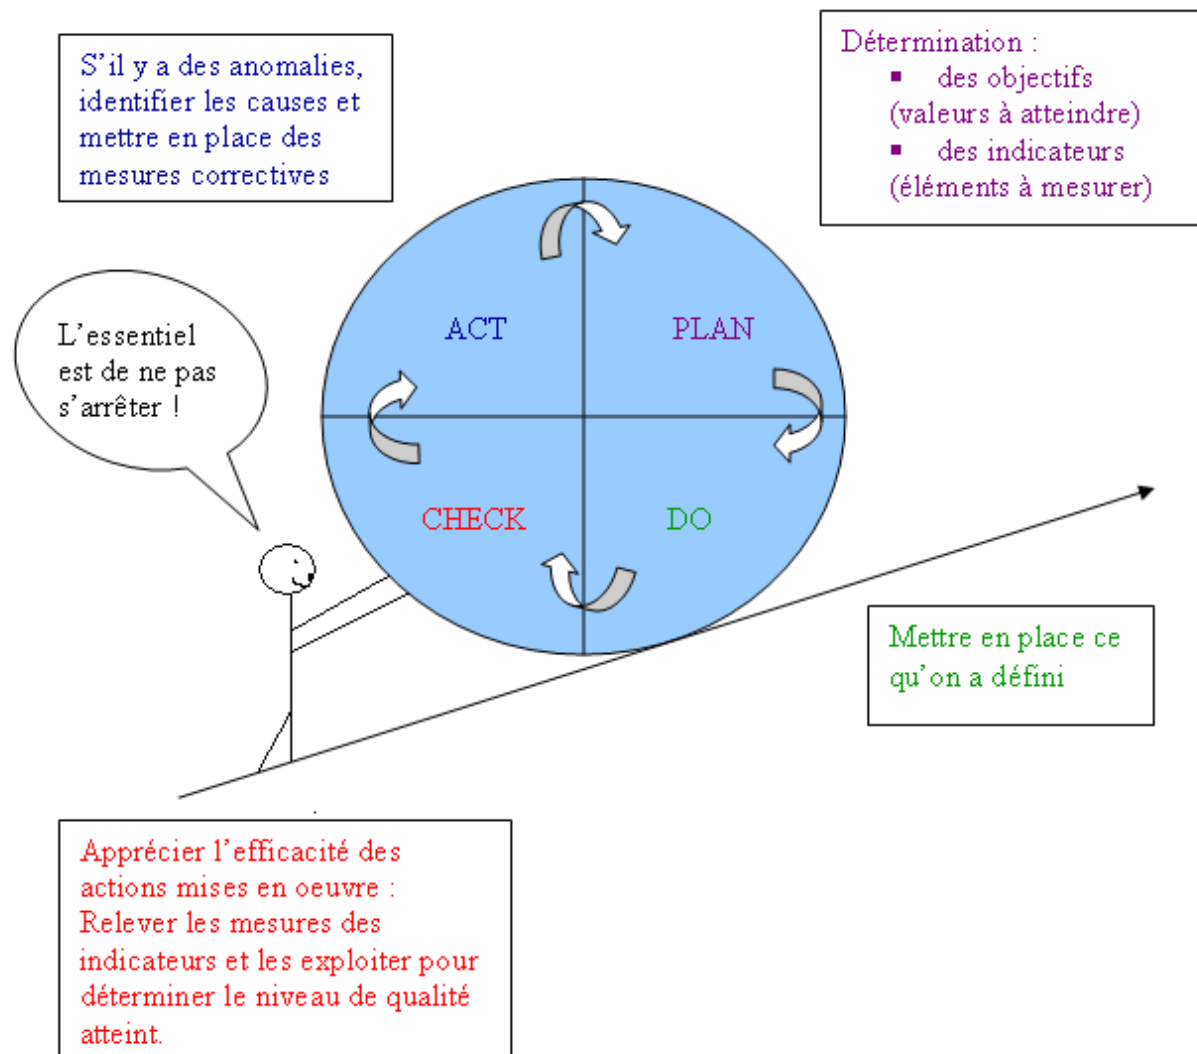 S'il y a des anomalies,
identifier les causes et
mettre en place des
mesures correctives
Détermination :
▪ des objectifs
(valeurs à atteindre)
▪ des indicateurs
(éléments à mesurer)
L'essentiel
est de ne pas
s'arrêter !
ACT
PLAN
CHECK
DO
Mettre en place ce
qu'on a défini
Apprécier l'efficacité des
actions mises en oeuvre :
Relever les mesures des
indicateurs et les exploiter pour
déterminer le niveau de qualité
atteint.